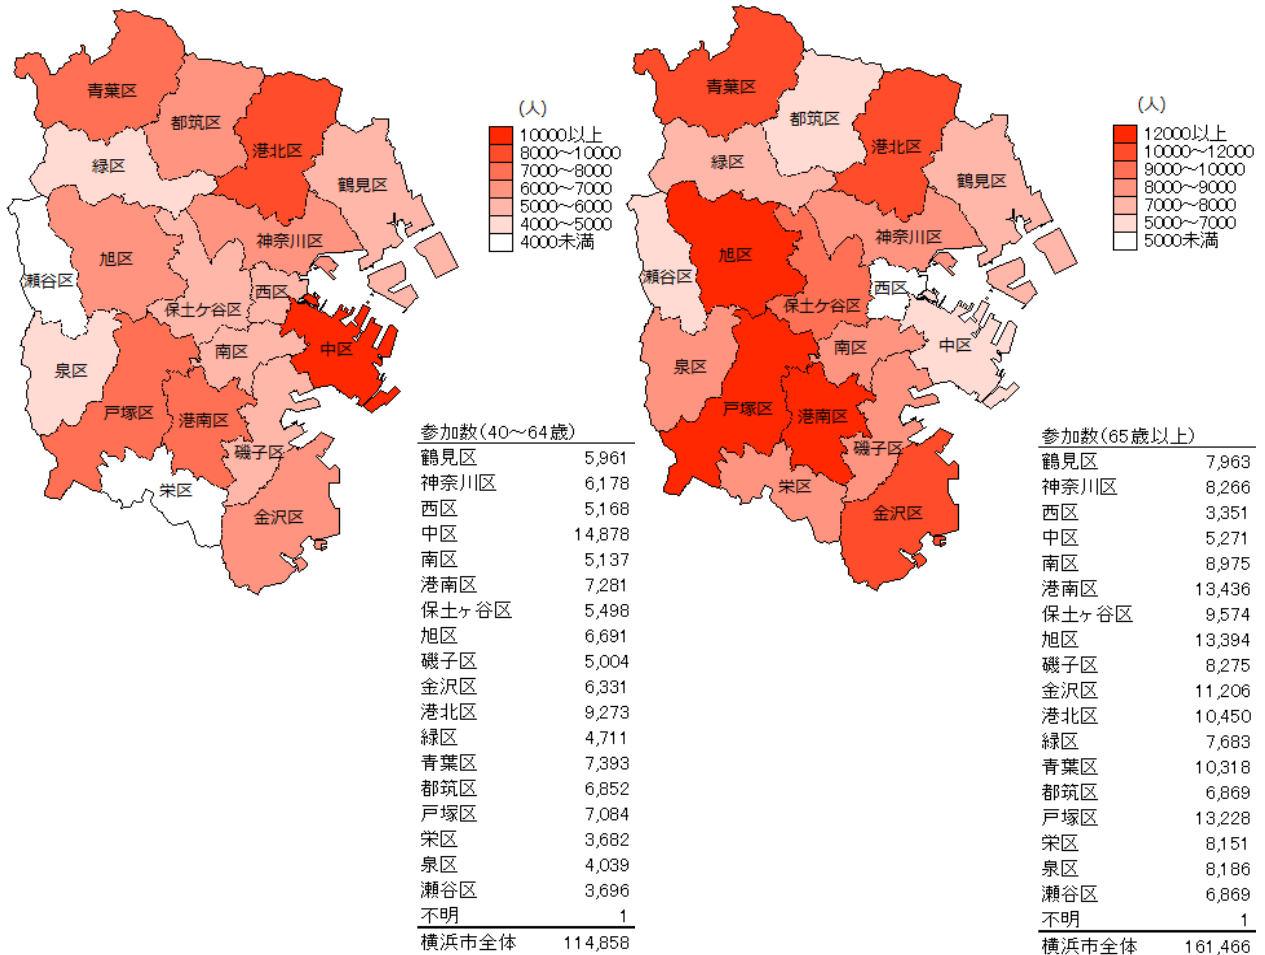 青葉区
都筑区
港北区
緑区
鶴見区
神奈川区
旭区
瀬谷区
西区
保土ケ谷区
中区
南区
泉区
戸塚区
港南区
磯子区
栄区
金沢区
(人)
10000以上
8000～10000
7000～8000
6000～7000
5000～6000
4000～5000
4000未満
参加数(40～64歳)
鶴見区 5,961
神奈川区 6,178
西区 5,168
中区 14,878
南区 5,137
港南区 7,281
保土ヶ谷区 5,498
旭区 6,691
磯子区 5,004
金沢区 6,331
港北区 9,273
緑区 4,711
青葉区 7,393
都筑区 6,852
戸塚区 7,084
栄区 3,682
泉区 4,039
瀬谷区 3,696
不明 1
横浜市全体 114,858
青葉区
都筑区
港北区
緑区
鶴見区
神奈川区
旭区
瀬谷区
西区
保土ケ谷区
中区
南区
泉区
戸塚区
港南区
磯子区
栄区
金沢区
(人)
12000以上
10000～12000
9000～10000
8000～9000
7000～8000
5000～7000
5000未満
参加数(65歳以上)
鶴見区 7,963
神奈川区 8,266
西区 3,351
中区 5,271
南区 8,975
港南区 13,436
保土ヶ谷区 9,574
旭区 13,394
磯子区 8,275
金沢区 11,206
港北区 10,450
緑区 7,683
青葉区 10,318
都筑区 6,869
戸塚区 13,228
栄区 8,151
泉区 8,186
瀬谷区 6,869
不明 1
横浜市全体 161,466